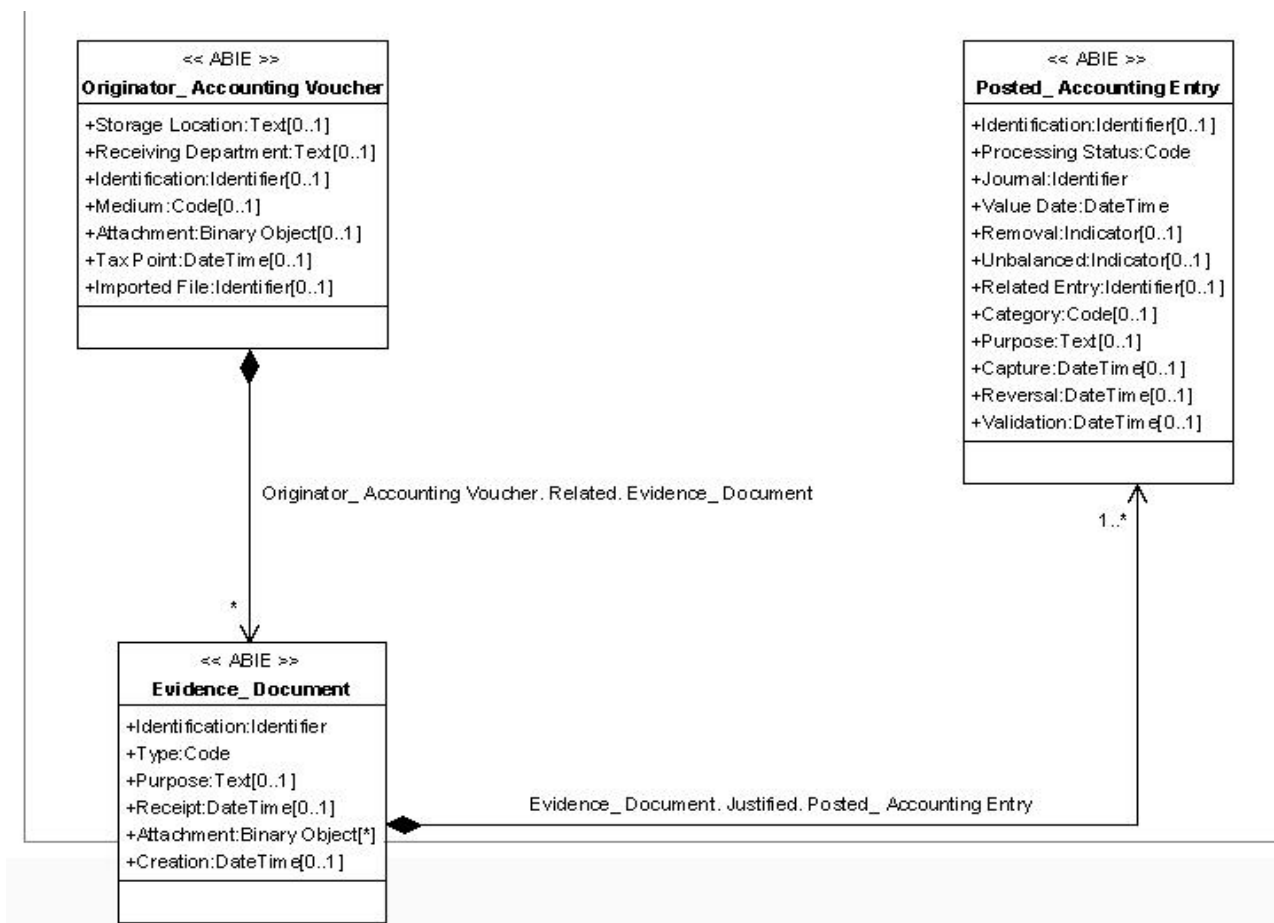 << ABIE >>
Originator_ Accounting Voucher
+Storage Location:Text[0..1]
+Receiving Department:Text[0..1]
+Identification:Identifier[0..1]
+Medium:Code[0..1]
+Attachment:Binary Object[0..1]
+Tax Point:DateTime[0..1]
+Imported File:Identifier[0..1]
<< ABIE >>
Posted_ Accounting Entry
+Identification:Identifier[0..1]
+Processing Status:Code
+Journal:Identifier
+Value Date:DateTime
+Removal:Indicator[0..1]
+Unbalanced:Indicator[0..1]
+Related Entry:Identifier[0..1]
+Category:Code[0..1]
+Purpose:Text[0..1]
+Capture:DateTime[0..1]
+Reversal:DateTime[0..1]
+Validation:DateTime[0..1]
Originator_ Accounting Voucher. Related. Evidence_ Document
1..*
*
<< ABIE >>
Evidence_ Document
+Identification:Identifier
+Type:Code
+Purpose:Text[0..1]
+Receipt:DateTime[0..1]
+Attachment:Binary Object[*]
+Creation:DateTime[0..1]
Evidence_ Document. Justified. Posted_ Accounting Entry